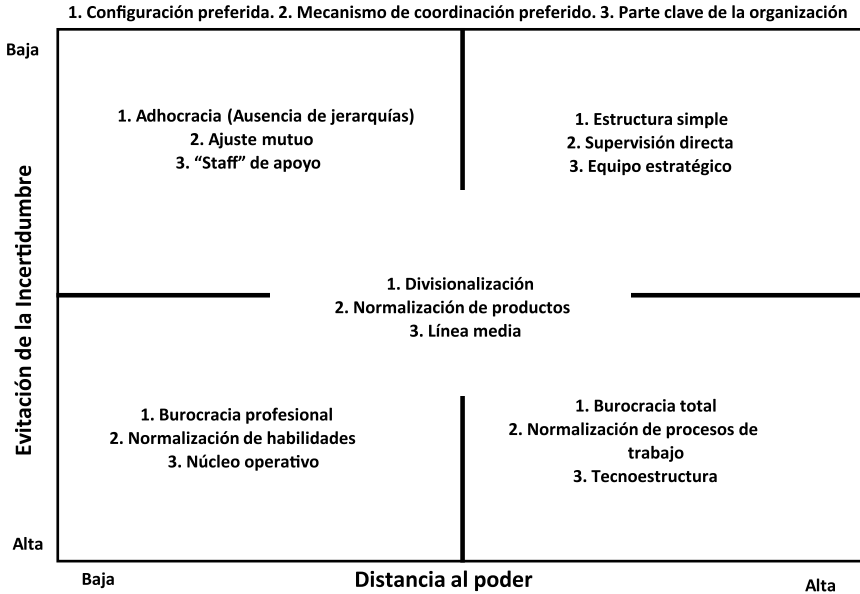 1. Configuración preferida. 2. Mecanismo de coordinación preferido. 3. Parte clave de la organización
Baja
1. Adhocracia (Ausencia de jerarquías)
2. Ajuste mutuo
3. “Staff” de apoyo
1. Estructura simple
2. Supervisión directa
3. Equipo estratégico
Evitación de la Incertidumbre
1. Divisionalización
2. Normalización de productos
3. Línea media
1. Burocracia profesional
2. Normalización de habilidades
3. Núcleo operativo
1. Burocracia total
2. Normalización de procesos de
trabajo
3. Tecnoestructura
Alta
Baja
Distancia al poder
Alta